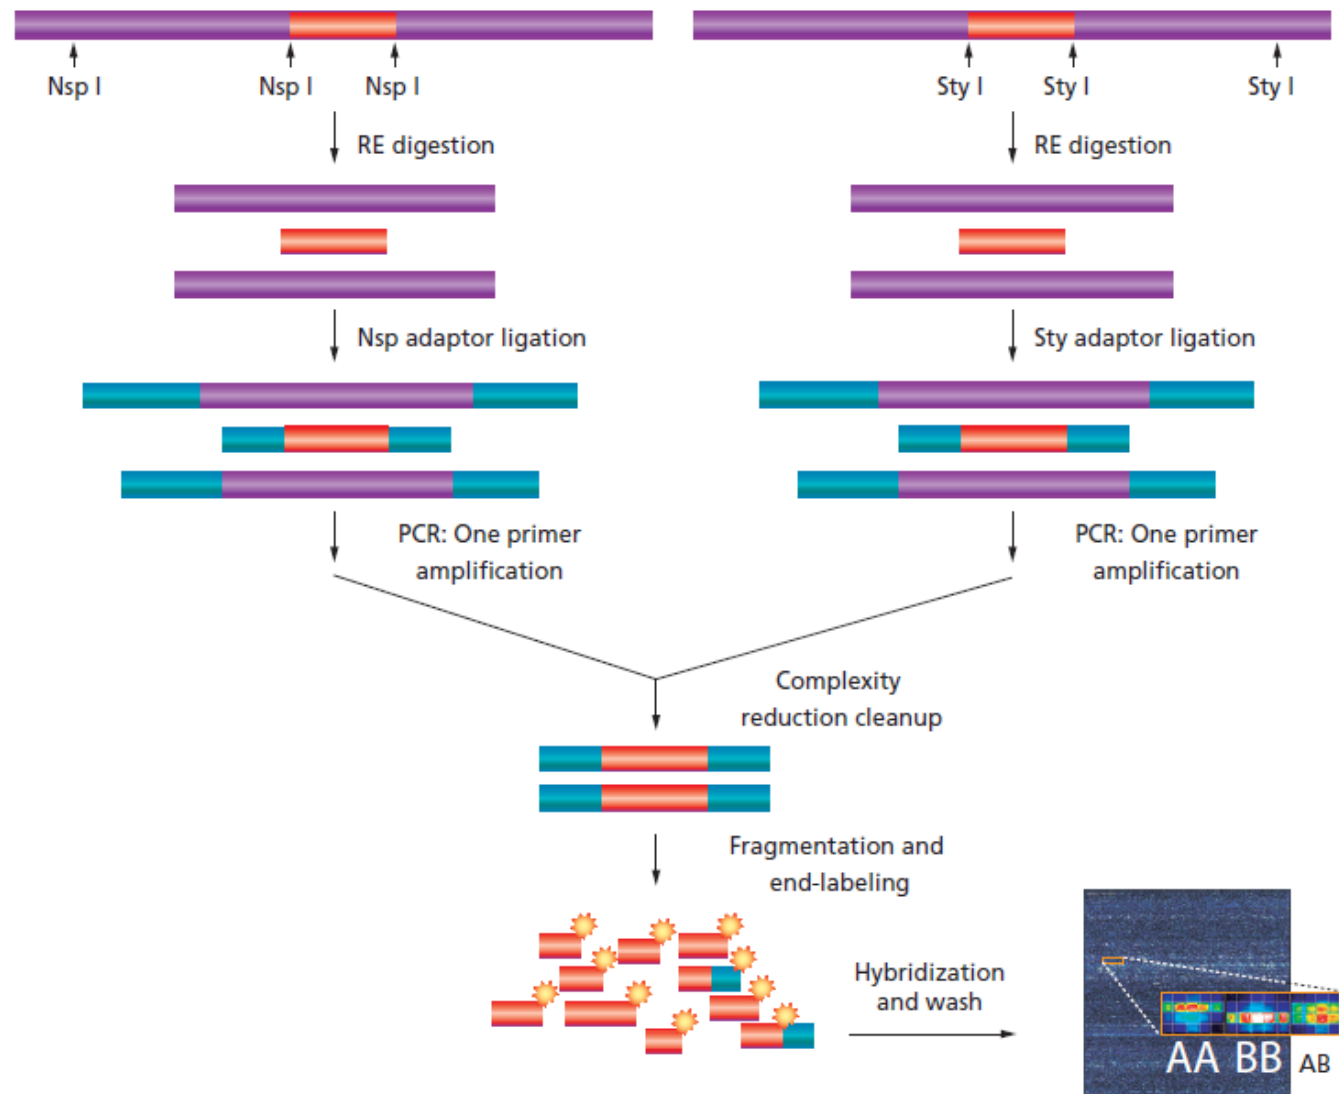 Nsp I
Nsp I
Nsp I
Sty I
Sty I
Sty I
RE digestion
RE digestion
Nsp adaptor ligation
Sty adaptor ligation
PCR: One primer
amplification
PCR: One primer
amplification
Complexity
reduction cleanup
Fragmentation and
end-labeling
Hybridization
and wash
AA
BB
AB